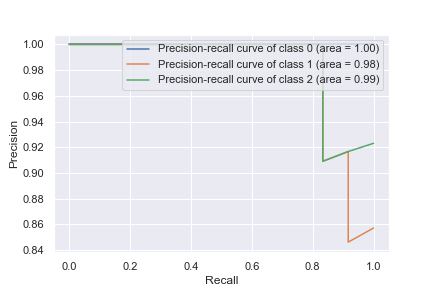 1.00
0.98
0.96
0.94
0.92
0.90
0.88
0.86
0.84
Precision
Precision-recall curve of class 0 (area = 1.00)
Precision-recall curve of class 1 (area = 0.98)
Precision-recall curve of class 2 (area = 0.99)
0.0 0.2 0.4 0.6 0.8 1.0
Recall